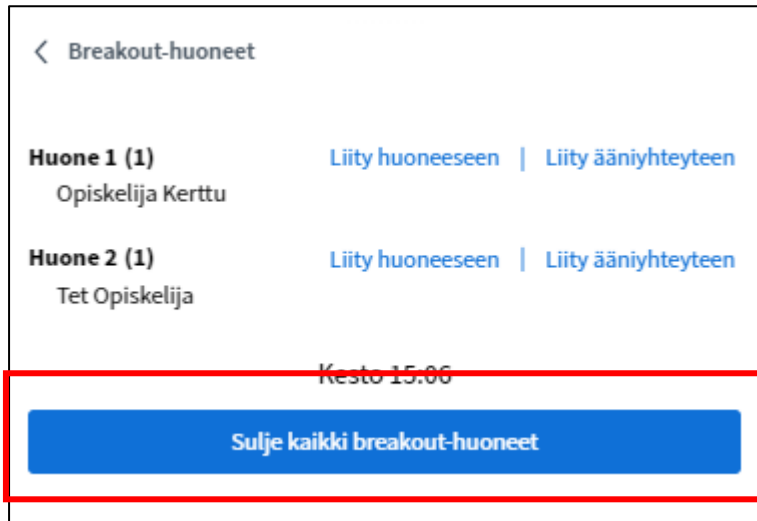 Breakout-huoneet
Huone 1 (1) Liity huoneeseen | Liity ääniyhteyteen
Opiskelija Kerttu
Huone 2 (1) Liity huoneeseen | Liity ääniyhteyteen
Tet Opiskelija
Kesto 15:06
Sulje kaikki breakout-huoneet